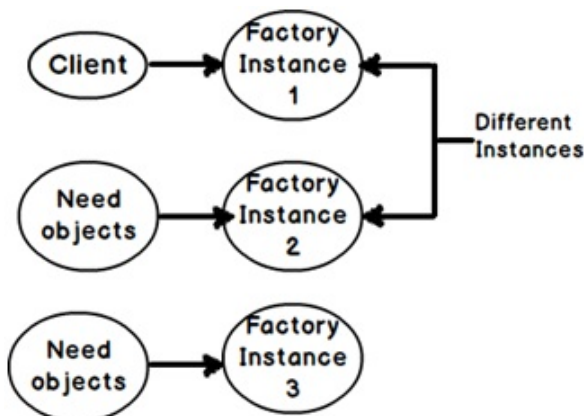 Client
Factory
Instance
1
Different
Instances
Need
objects
Factory
Instance
2
Need
objects
Factory
Instance
3